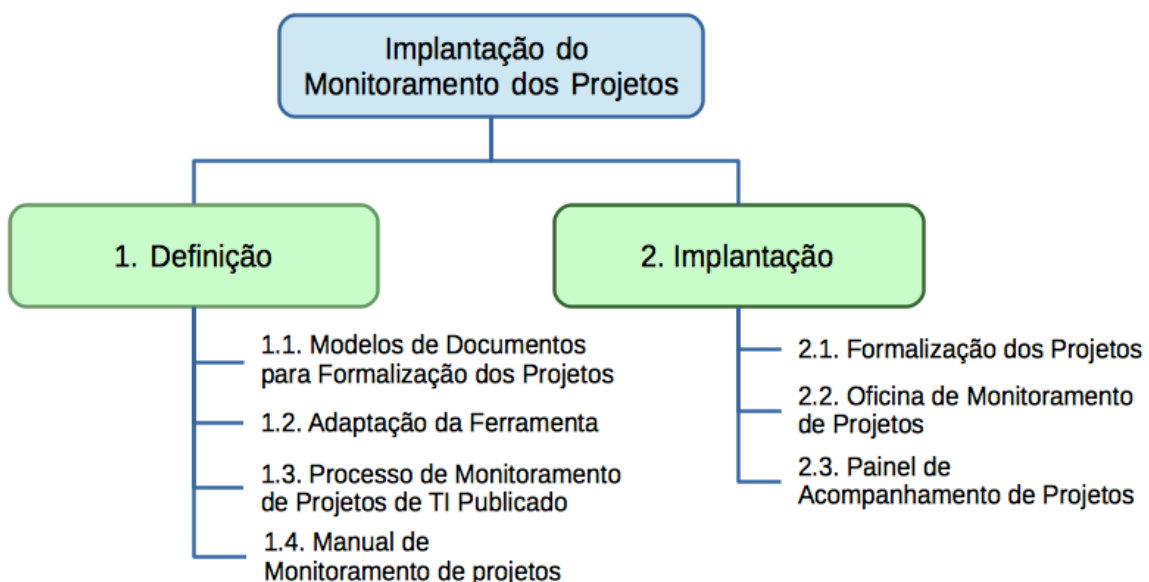 Implantação do
Monitoramento dos Projetos
1. Definição
1.1. Modelos de Documentos
para Formalização dos Projetos
1.2. Adaptação da Ferramenta
1.3. Processo de Monitoramento
de Projetos de TI Publicado
1.4. Manual de
Monitoramento de projetos
2. Implantação
2.1. Formalização dos Projetos
2.2. Oficina de Monitoramento
de Projetos
2.3. Painel de
Acompanhamento de Projetos